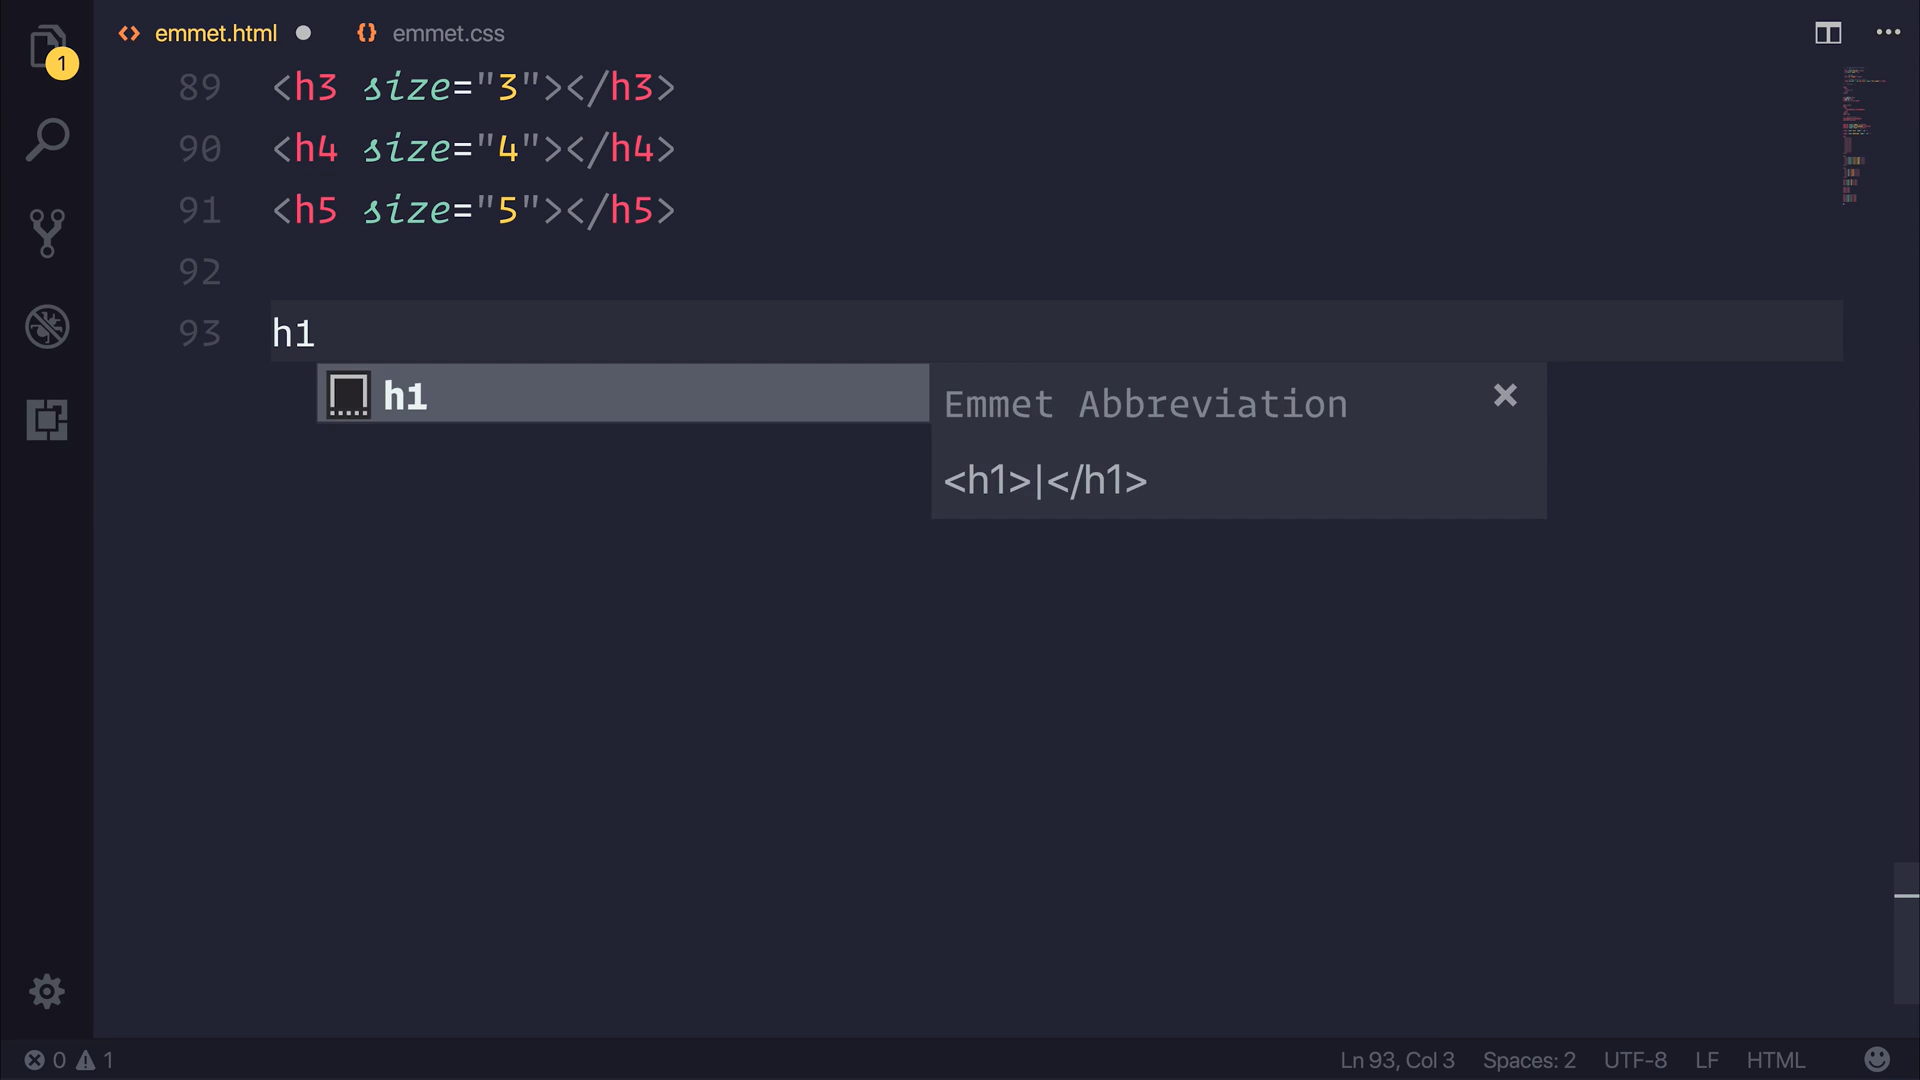 1
<> emmet.html ● {} emmet.css
89 <h3 size="3"></h3>
90 <h4 size="4"></h4>
91 <h5 size="5"></h5>
92
93 h1
h1
Emmet Abbreviation
<h1>|</h1>
0 1 Ln 93, Col 3 Spaces: 2 UTF-8 LF HTML